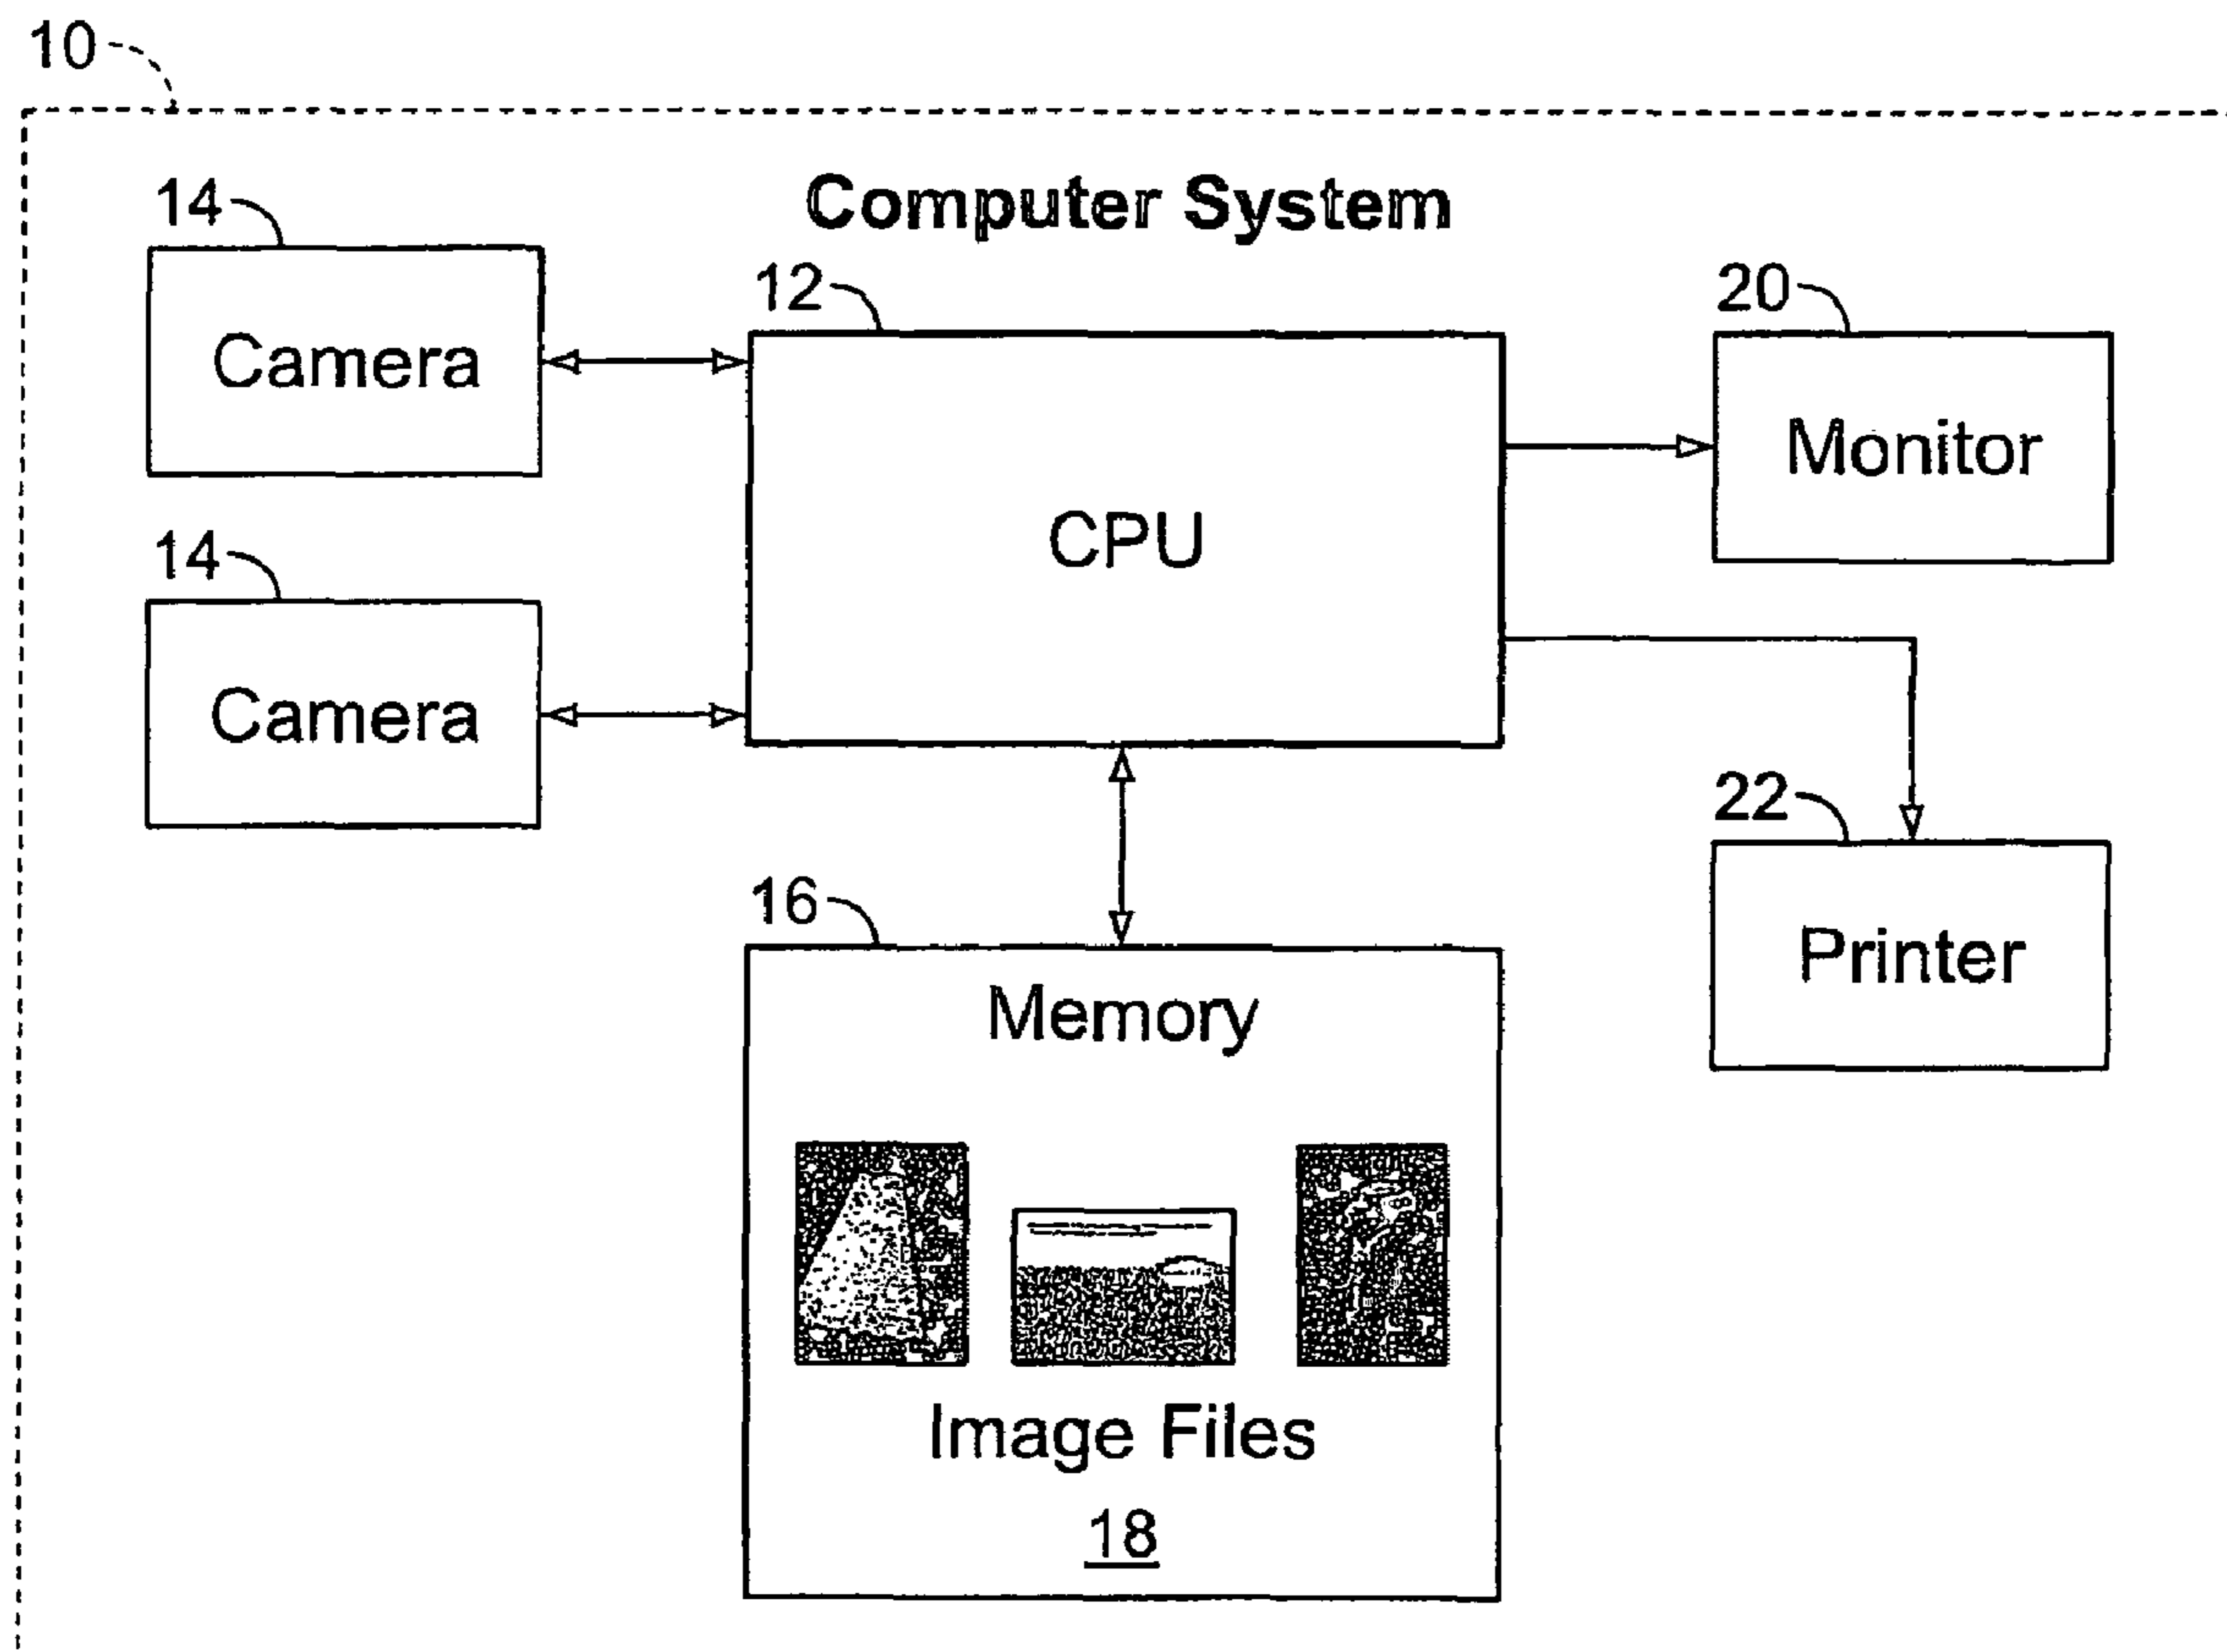 10
Computer System
14
Camera
12
CPU
20
Monitor
14
Camera
22
Printer
16
Memory
Image Files
18